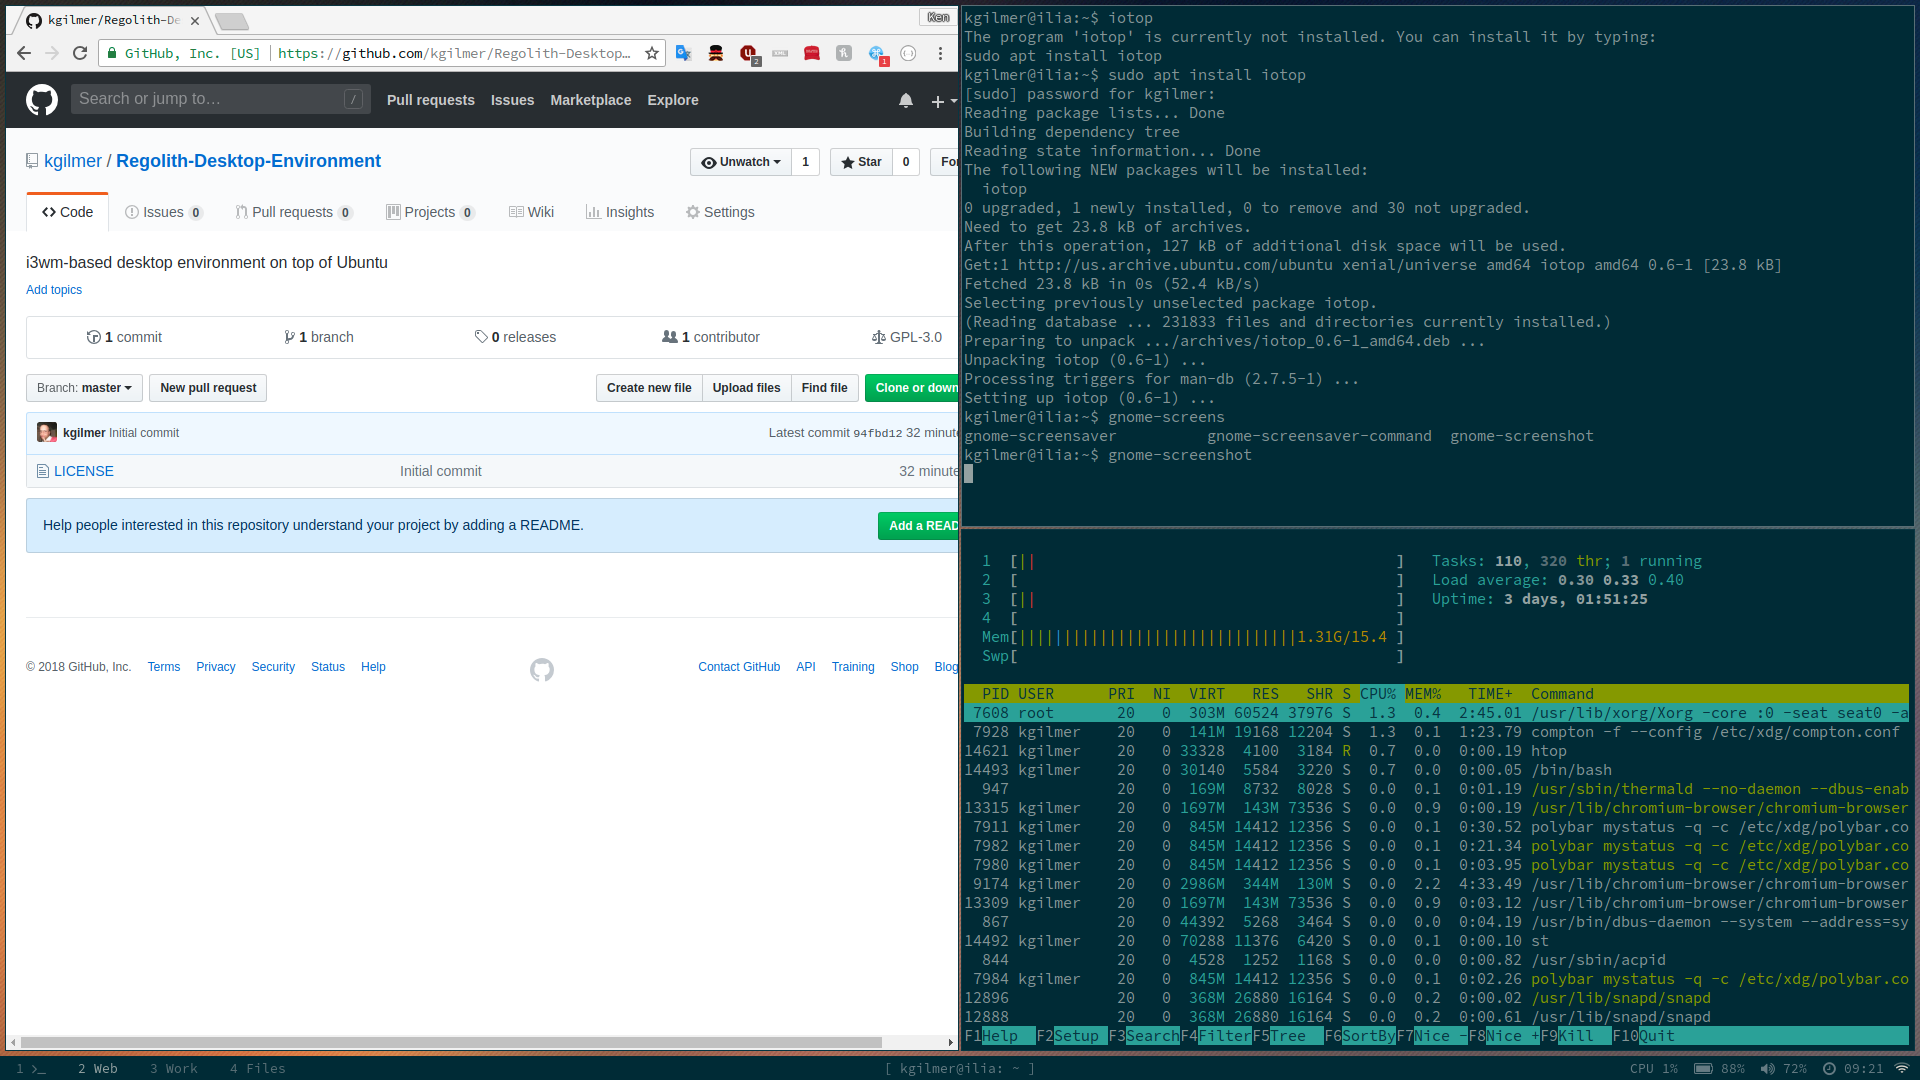 kgilmer/Regolith-De
Ken
GitHub, Inc. [US] https://github.com/kgilmer/Regolith-Desktop...
2
1
Search or jump to… /
Pull requests Issues Marketplace Explore
kgilmer / Regolith-Desktop-Environment
Unwatch 1 Star 0 For
Code Issues 0 Pull requests 0 Projects 0 Wiki Insights Settings
i3wm-based desktop environment on top of Ubuntu
Add topics
1 commit 1 branch 0 releases 1 contributor GPL-3.0
Branch: master New pull request Create new file Upload files Find file Clone or down
kgilmer Initial commit Latest commit 94fbd12 32 minute
LICENSE Initial commit 32 minute
Help people interested in this repository understand your project by adding a README. Add a READ
© 2018 GitHub, Inc. Terms Privacy Security Status Help Contact GitHub API Training Shop Blog
kgilmer@ilia:~$ iotop
The program 'iotop' is currently not installed. You can install it by typing:
sudo apt install iotop
kgilmer@ilia:~$ sudo apt install iotop
[sudo] password for kgilmer:
Reading package lists... Done
Building dependency tree
Reading state information... Done
The following NEW packages will be installed:
  iotop
0 upgraded, 1 newly installed, 0 to remove and 30 not upgraded.
Need to get 23.8 kB of archives.
After this operation, 127 kB of additional disk space will be used.
Get:1 http://us.archive.ubuntu.com/ubuntu xenial/universe amd64 iotop amd64 0.6-1 [23.8 kB]
Fetched 23.8 kB in 0s (52.4 kB/s)
Selecting previously unselected package iotop.
(Reading database ... 231833 files and directories currently installed.)
Preparing to unpack .../archives/iotop_0.6-1_amd64.deb ...
Unpacking iotop (0.6-1) ...
Processing triggers for man-db (2.7.5-1) ...
Setting up iotop (0.6-1) ...
kgilmer@ilia:~$ gnome-screens
gnome-screensaver gnome-screensaver-command gnome-screenshot
kgilmer@ilia:~$ gnome-screenshot
1 [|| ] Tasks: 110, 320 thr; 1 running
2 [ ] Load average: 0.30 0.33 0.40
3 [|| ] Uptime: 3 days, 01:51:25
4 [ ]
Mem[|||||||||||||||||||||||||||||||1.31G/15.4 ]
Swp[ ]
PID USER PRI NI VIRT RES SHR S CPU% MEM% TIME+ Command
7608 root 20 0 303M 60524 37976 S 1.3 0.4 2:45.01 /usr/lib/xorg/Xorg -core :0 -seat seat0 -a
7928 kgilmer 20 0 141M 19168 12204 S 1.3 0.1 1:23.79 compton -f --config /etc/xdg/compton.conf
14621 kgilmer 20 0 33328 4100 3184 R 0.7 0.0 0:00.19 htop
14493 kgilmer 20 0 30140 5584 3220 S 0.7 0.0 0:00.05 /bin/bash
947 20 0 169M 8732 8028 S 0.0 0.1 0:01.19 /usr/sbin/thermald --no-daemon --dbus-enab
13315 kgilmer 20 0 1697M 143M 73536 S 0.0 0.9 0:00.19 /usr/lib/chromium-browser/chromium-browser
7911 kgilmer 20 0 845M 14412 12356 S 0.0 0.1 0:30.52 polybar mystatus -q -c /etc/xdg/polybar.co
7982 kgilmer 20 0 845M 14412 12356 S 0.0 0.1 0:21.34 polybar mystatus -q -c /etc/xdg/polybar.co
7980 kgilmer 20 0 845M 14412 12356 S 0.0 0.1 0:03.95 polybar mystatus -q -c /etc/xdg/polybar.co
9174 kgilmer 20 0 2986M 344M 130M S 0.0 2.2 4:33.49 /usr/lib/chromium-browser/chromium-browser
13309 kgilmer 20 0 1697M 143M 73536 S 0.0 0.9 0:03.12 /usr/lib/chromium-browser/chromium-browser
867 20 0 44392 5268 3464 S 0.0 0.0 0:04.19 /usr/bin/dbus-daemon --system --address=sy
14492 kgilmer 20 0 70288 11376 6420 S 0.0 0.1 0:00.10 st
844 20 0 4528 1252 1168 S 0.0 0.0 0:00.82 /usr/sbin/acpid
7984 kgilmer 20 0 845M 14412 12356 S 0.0 0.1 0:02.26 polybar mystatus -q -c /etc/xdg/polybar.co
12896 20 0 368M 26880 16164 S 0.0 0.2 0:00.02 /usr/lib/snapd/snapd
12888 20 0 368M 26880 16164 S 0.0 0.2 0:00.61 /usr/lib/snapd/snapd
F1Help F2Setup F3SearchF4FilterF5Tree F6SortByF7Nice -F8Nice +F9Kill F10Quit
1 >_ 2 Web 3 Work 4 Files [ kgilmer@ilia: ~ ] CPU 1% 88% 72% 09:21